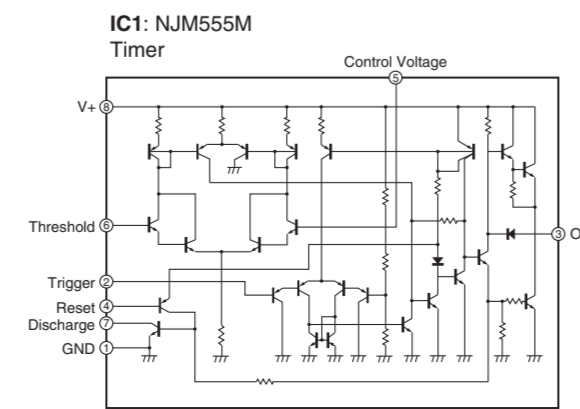 IC1: NJM555M
Timer
Control Voltage
5
V+ 8
Threshold 6
3 O
Trigger 2
Reset 4
Discharge 7
GND 1